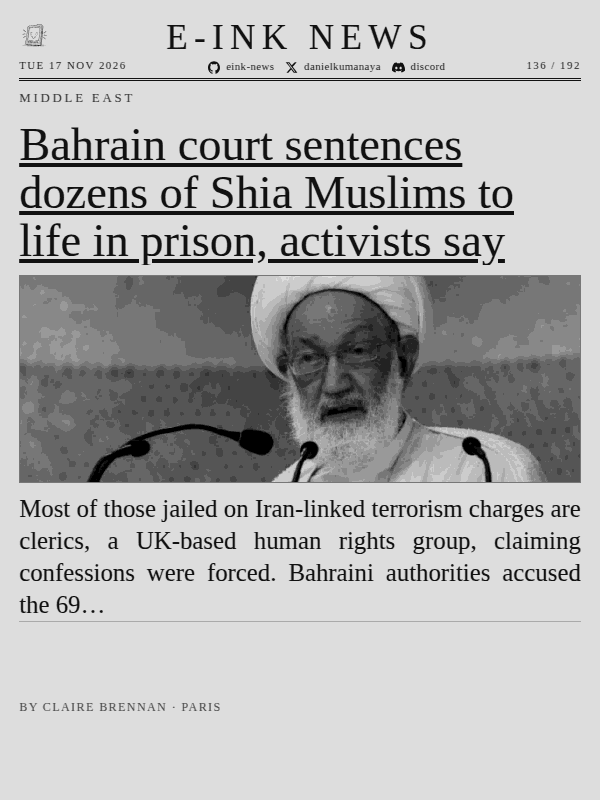 E-INK NEWS
TUE 17 NOV 2026
eink-news
danielkumanaya
discord
136 / 192
MIDDLE EAST
Bahrain court sentences
dozens of Shia Muslims to
life in prison, activists say
Most of those jailed on Iran-linked terrorism charges are
clerics, a UK-based human rights group, claiming
confessions were forced. Bahraini authorities accused
the 69…
BY CLAIRE BRENNAN · PARIS